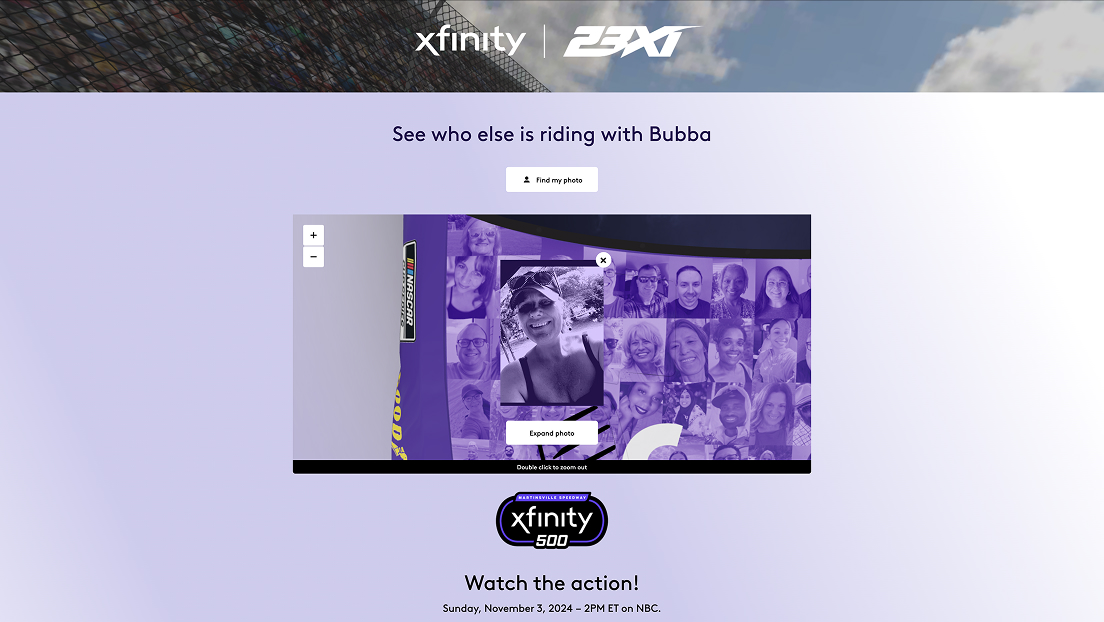 xfinity 23XI
See who else is riding with Bubba
Find my photo
+
−
NASCAR
Expand photo
Double click to zoom out
MARTINSVILLE SPEEDWAY
xfinity
500
Watch the action!
Sunday, November 3, 2024 – 2PM ET on NBC.